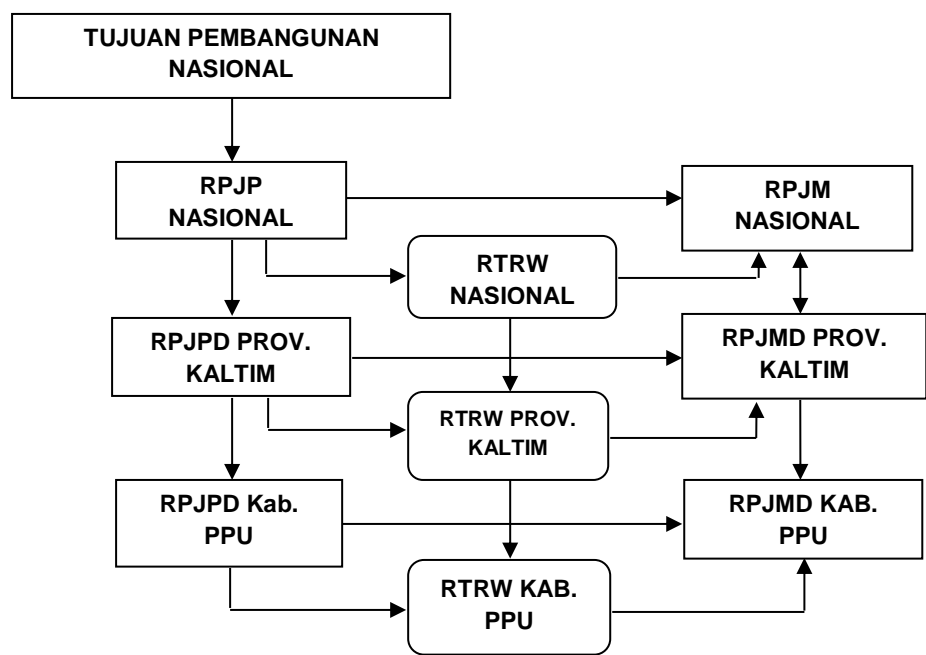 TUJUAN PEMBANGUNAN
NASIONAL
RPJP
NASIONAL
RPJM
NASIONAL
RTRW
NASIONAL
RPJPD PROV.
KALTIM
RPJMD PROV.
KALTIM
RTRW PROV.
KALTIM
RPJPD Kab.
PPU
RPJMD KAB.
PPU
RTRW KAB.
PPU